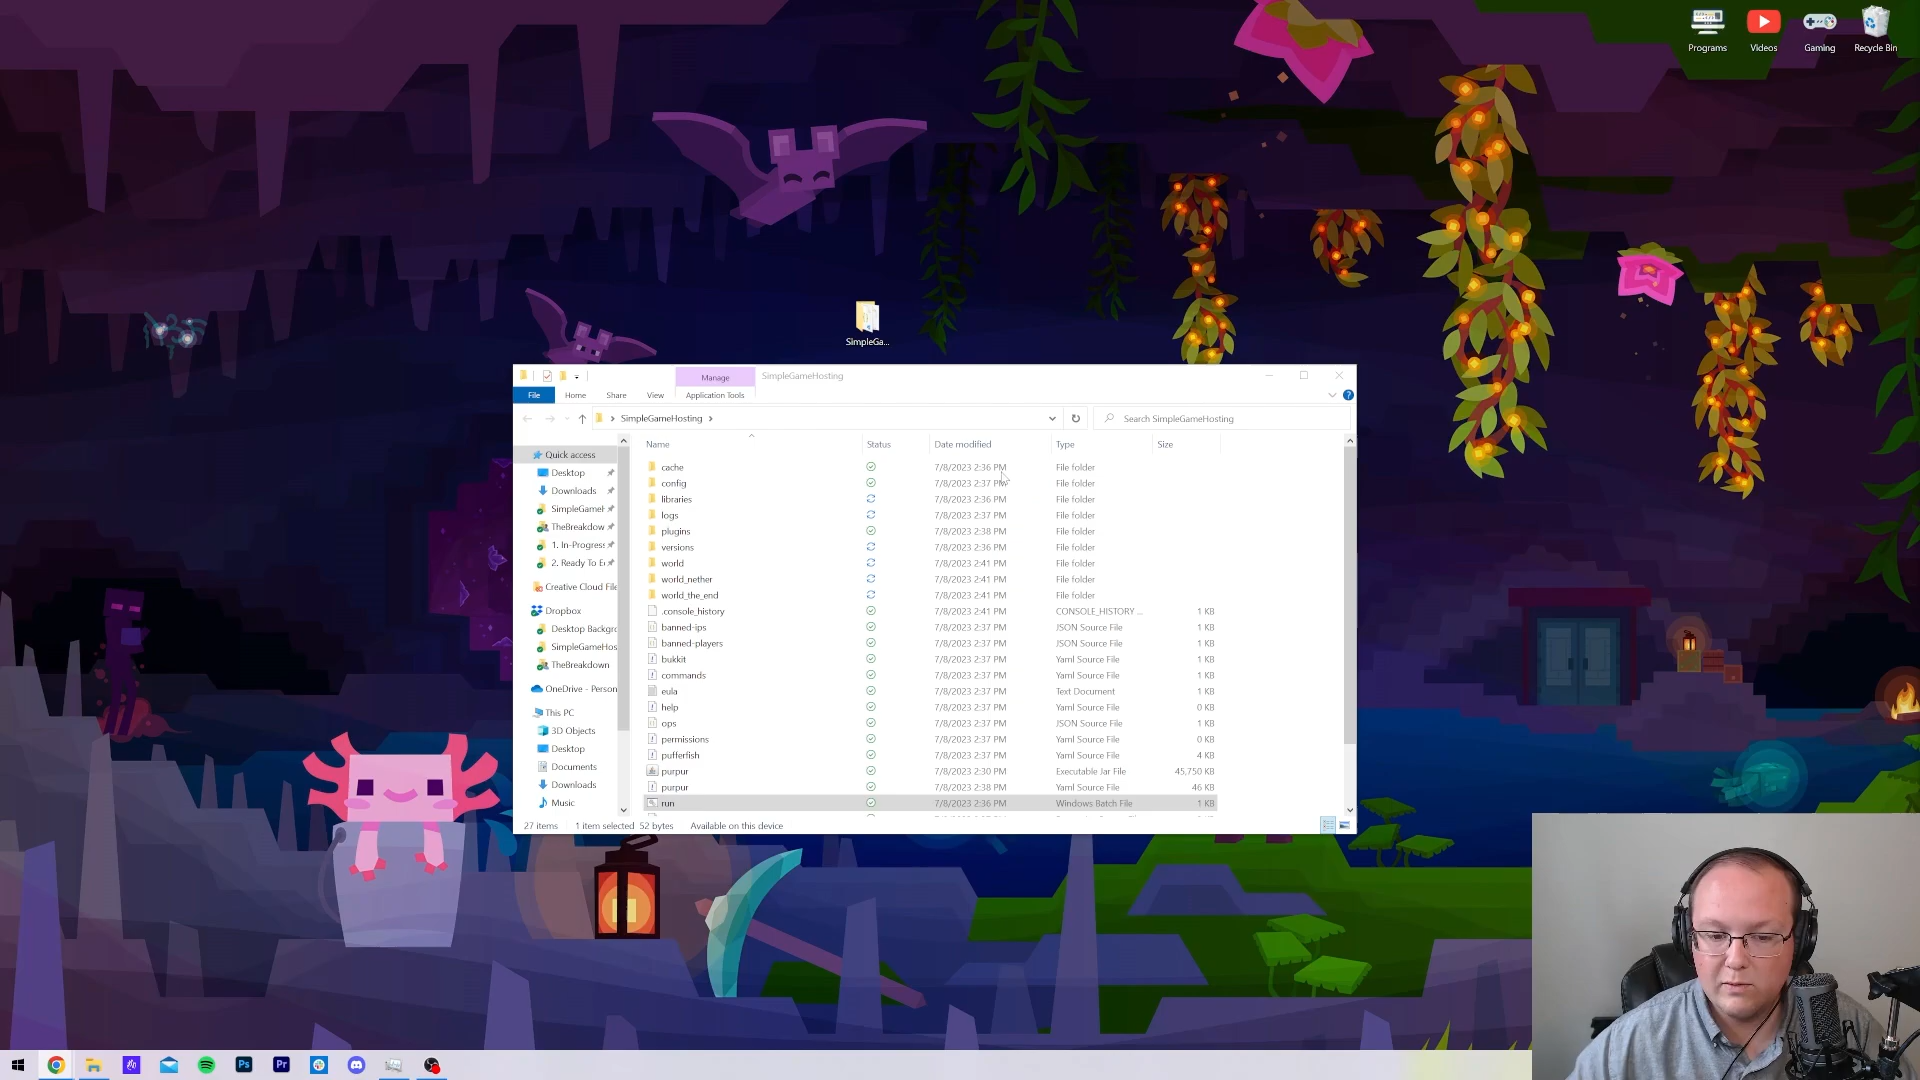 Programs
Videos
Gaming
Recycle Bin
SimpleGa...
Manage
SimpleGameHosting
File
Home
Share
View
Application Tools
SimpleGameHosting
Search SimpleGameHosting
Name
Status
Date modified
Type
Size
Quick access
Desktop
Downloads
SimpleGameH
TheBreakdow
1. In-Progres
2. Ready To E
Creative Cloud File
Dropbox
Desktop Backgro
SimpleGameHos
TheBreakdown
OneDrive - Person
This PC
3D Objects
Desktop
Documents
Downloads
Music
cache 7/8/2023 2:36 PM File folder
config 7/8/2023 2:37 PM File folder
libraries 7/8/2023 2:36 PM File folder
logs 7/8/2023 2:37 PM File folder
plugins 7/8/2023 2:38 PM File folder
versions 7/8/2023 2:36 PM File folder
world 7/8/2023 2:41 PM File folder
world_nether 7/8/2023 2:41 PM File folder
world_the_end 7/8/2023 2:41 PM File folder
.console_history 7/8/2023 2:41 PM CONSOLE_HISTORY ... 1 KB
banned-ips 7/8/2023 2:37 PM JSON Source File 1 KB
banned-players 7/8/2023 2:37 PM JSON Source File 1 KB
bukkit 7/8/2023 2:37 PM Yaml Source File 1 KB
commands 7/8/2023 2:37 PM Yaml Source File 1 KB
eula 7/8/2023 2:37 PM Text Document 1 KB
help 7/8/2023 2:37 PM Yaml Source File 0 KB
ops 7/8/2023 2:37 PM JSON Source File 1 KB
permissions 7/8/2023 2:37 PM Yaml Source File 0 KB
pufferfish 7/8/2023 2:37 PM Yaml Source File 4 KB
purpur 7/8/2023 2:30 PM Executable Jar File 45,750 KB
purpur 7/8/2023 2:38 PM Yaml Source File 46 KB
run 7/8/2023 2:36 PM Windows Batch File 1 KB
27 items 1 item selected 52 bytes Available on this device
Ps
Pr